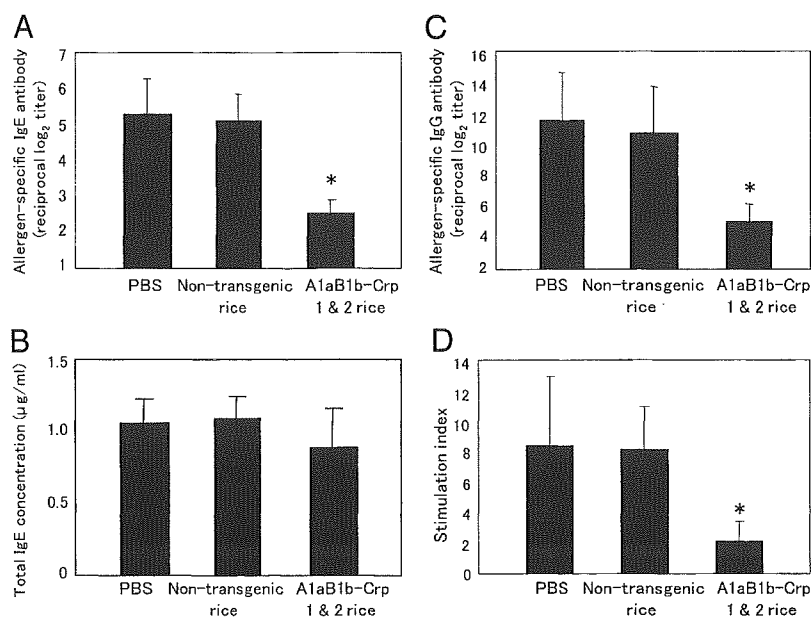 A
Allergen-specific IgE antibody
(reciprocal log2 titer)
7
6
5
4
3
2
1
*
PBS
Non-transgenic
rice
A1aB1b-Crp
1 & 2 rice
C
Allergen-specific IgG antibody
(reciprocal log2 titer)
16
14
12
10
8
6
4
2
*
PBS
Non-transgenic
rice
A1aB1b-Crp
1 & 2 rice
B
Total IgE concentration (μg/ml)
1.5
1.0
0.5
0
PBS
Non-transgenic
rice
A1aB1b-Crp
1 & 2 rice
D
Stimulation index
14
12
10
8
6
4
2
0
*
PBS
Non-transgenic
rice
A1aB1b-Crp
1 & 2 rice